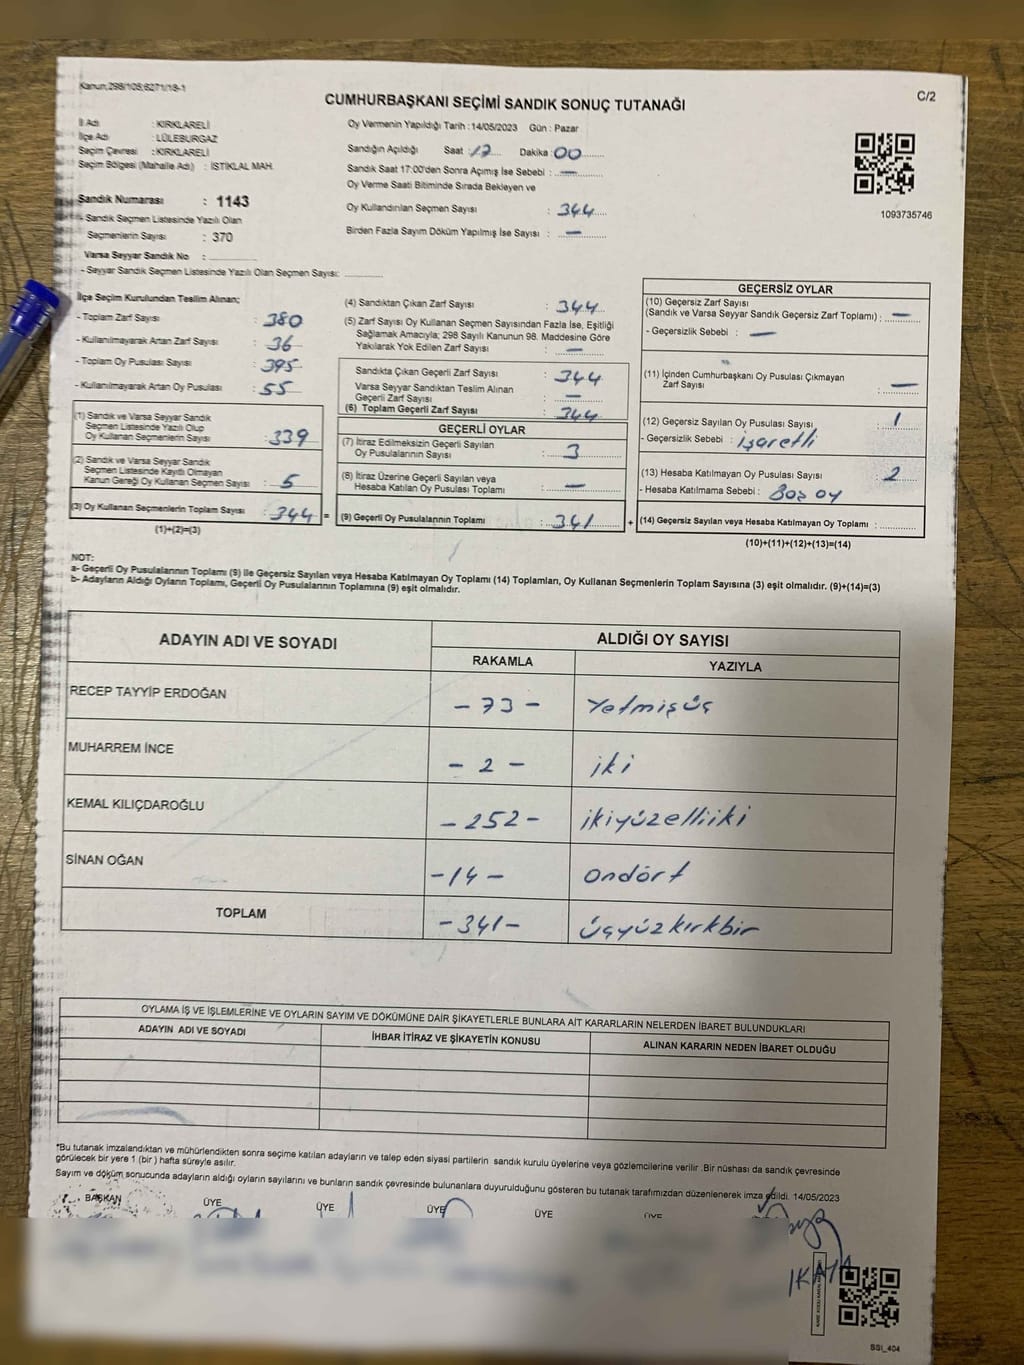 Kanun;298/105;6271/18-1
CUMHURBAŞKANI SEÇİMİ SANDIK SONUÇ TUTANAĞI
C/2
İl Adı : KIRKLARELİ
İlçe Adı : LÜLEBURGAZ
Seçim Çevresi : KIRKLARELİ
Seçim Bölgesi (Mahalle Adı) : İSTİKLAL MAH.
Sandık Numarası : 1143
- Sandık Seçmen Listesinde Yazılı Olan
Seçmenlerin Sayısı : 370
Varsa Seyyar Sandık No :
- Seyyar Sandık Seçmen Listesinde Yazılı Olan Seçmen Sayısı:
Oy Vermenin Yapıldığı Tarih : 14/05/2023 Gün : Pazar
Sandığın Açıldığı Saat : 17 Dakika : 00
Sandık Saat 17:00'den Sonra Açımış İse Sebebi : —
Oy Verme Saati Bitiminde Sırada Bekleyen ve
Oy Kullandırılan Seçmen Sayısı : 344
Birden Fazla Sayım Döküm Yapılmış İse Sayısı : —
1093735746
İlçe Seçim Kurulundan Teslim Alınan;
- Toplam Zarf Sayısı : 380
- Kullanılmayarak Artan Zarf Sayısı : 36
- Toplam Oy Pusulası Sayısı : 395
- Kullanılmayarak Artan Oy Pusulası : 55
(1) Sandık ve Varsa Seyyar Sandık
Seçmen Listesinde Yazılı Olup
Oy Kullanan Seçmenlerin Sayısı : 339
(2) Sandık ve Varsa Seyyar Sandık
Seçmen Listesinde Kayıtlı Olmayan
Kanun Gereği Oy Kullanan Seçmen Sayısı : 5
(3) Oy Kullanan Seçmenlerin Toplam Sayısı : 344 =
(1)+(2)=(3)
(4) Sandıktan Çıkan Zarf Sayısı : 344
(5) Zarf Sayısı Oy Kullanan Seçmen Sayısından Fazla İse, Eşitliği
Sağlamak Amacıyla; 298 Sayılı Kanunun 98. Maddesine Göre
Yakılarak Yok Edilen Zarf Sayısı : —
Sandıkta Çıkan Geçerli Zarf Sayısı : 344
Varsa Seyyar Sandıktan Teslim Alınan
Geçerli Zarf Sayısı : —
(6) Toplam Geçerli Zarf Sayısı : 344
GEÇERLİ OYLAR
(7) İtiraz Edilmeksizin Geçerli Sayılan
Oy Pusulalarının Sayısı : 3
(8) İtiraz Üzerine Geçerli Sayılan veya
Hesaba Katılan Oy Pusulası Toplamı : —
(9) Geçerli Oy Pusulalarının Toplamı : 341 +
GEÇERSİZ OYLAR
(10) Geçersiz Zarf Sayısı
(Sandık ve Varsa Seyyar Sandık Geçersiz Zarf Toplamı) : —
- Geçersizlik Sebebi : —
(11) İçinden Cumhurbaşkanı Oy Pusulası Çıkmayan
Zarf Sayısı : —
(12) Geçersiz Sayılan Oy Pusulası Sayısı : 1
- Geçersizlik Sebebi : işaretli
(13) Hesaba Katılmayan Oy Pusulası Sayısı : 2
- Hesaba Katılmama Sebebi : Boş oy
(14) Geçersiz Sayılan veya Hesaba Katılmayan Oy Toplamı :
(10)+(11)+(12)+(13)=(14)
NOT:
a- Geçerli Oy Pusulalarının Toplamı (9) ile Geçersiz Sayılan veya Hesaba Katılmayan Oy Toplamı (14) Toplamları, Oy Kullanan Seçmenlerin Toplam Sayısına (3) eşit olmalıdır. (9)+(14)=(3)
b- Adayların Aldığı Oyların Toplamı, Geçerli Oy Pusulalarının Toplamına (9) eşit olmalıdır.
ADAYIN ADI VE SOYADI ALDIĞI OY SAYISI
RAKAMLA YAZIYLA
RECEP TAYYİP ERDOĞAN - 73 - Yetmişüç
MUHARREM İNCE - 2 - iki
KEMAL KILIÇDAROĞLU - 252 - ikiyüzelliiki
SİNAN OĞAN - 14 - ondört
TOPLAM - 341 - üçyüzkırkbir
OYLAMA İŞ VE İŞLEMLERİNE VE OYLARIN SAYIM VE DÖKÜMÜNE DAİR ŞİKAYETLERLE BUNLARA AİT KARARLARIN NELERDEN İBARET BULUNDUKLARI
ADAYIN ADI VE SOYADI İHBAR İTİRAZ VE ŞİKAYETİN KONUSU ALINAN KARARIN NEDEN İBARET OLDUĞU
*Bu tutanak imzalandıktan ve mühürlendikten sonra seçime katılan adayların ve talep eden siyasi partilerin sandık kurulu üyelerine veya gözlemcilerine verilir .Bir nüshası da sandık çevresinde
görülecek bir yere 1 (bir ) hafta süreyle asılır.
Sayım ve döküm sonucunda adayların aldığı oyların sayılarını ve bunların sandık çevresinde bulunanlara duyurulduğunu gösteren bu tutanak tarafımızdan düzenlenerek imza edildi. 14/05/2023
BAŞKAN ÜYE ÜYE ÜYE ÜYE ÜYE
SSI_404